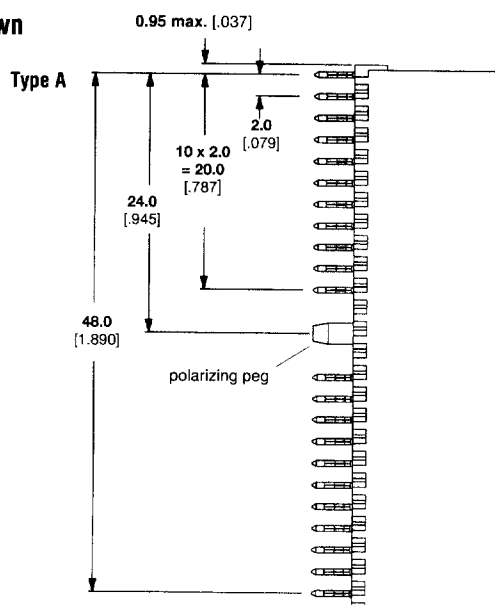 wn
0.95 max. [.037]
Type A
2.0
[.079]
10 x 2.0
= 20.0
[.787]
24.0
[.945]
48.0
[1.890]
polarizing peg